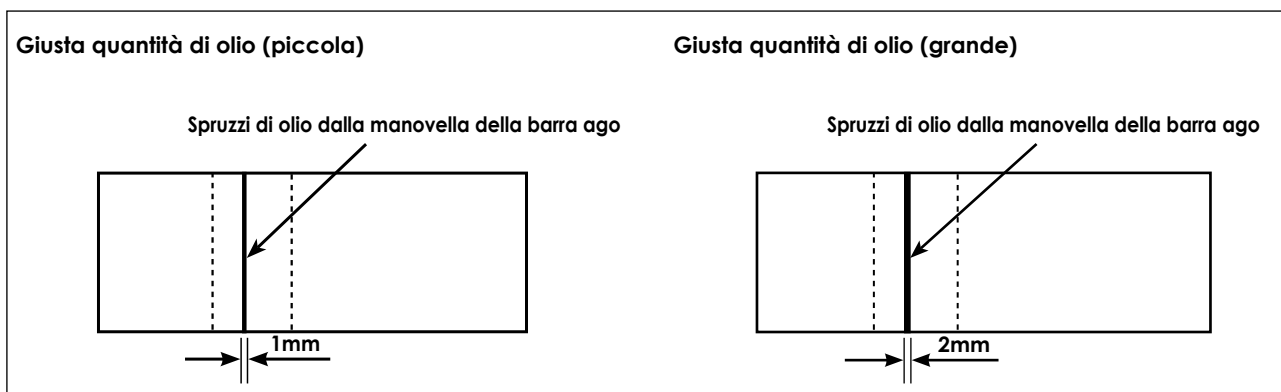 Giusta quantità di olio (piccola)
Spruzzi di olio dalla manovella della barra ago
1mm
Giusta quantità di olio (grande)
Spruzzi di olio dalla manovella della barra ago
2mm